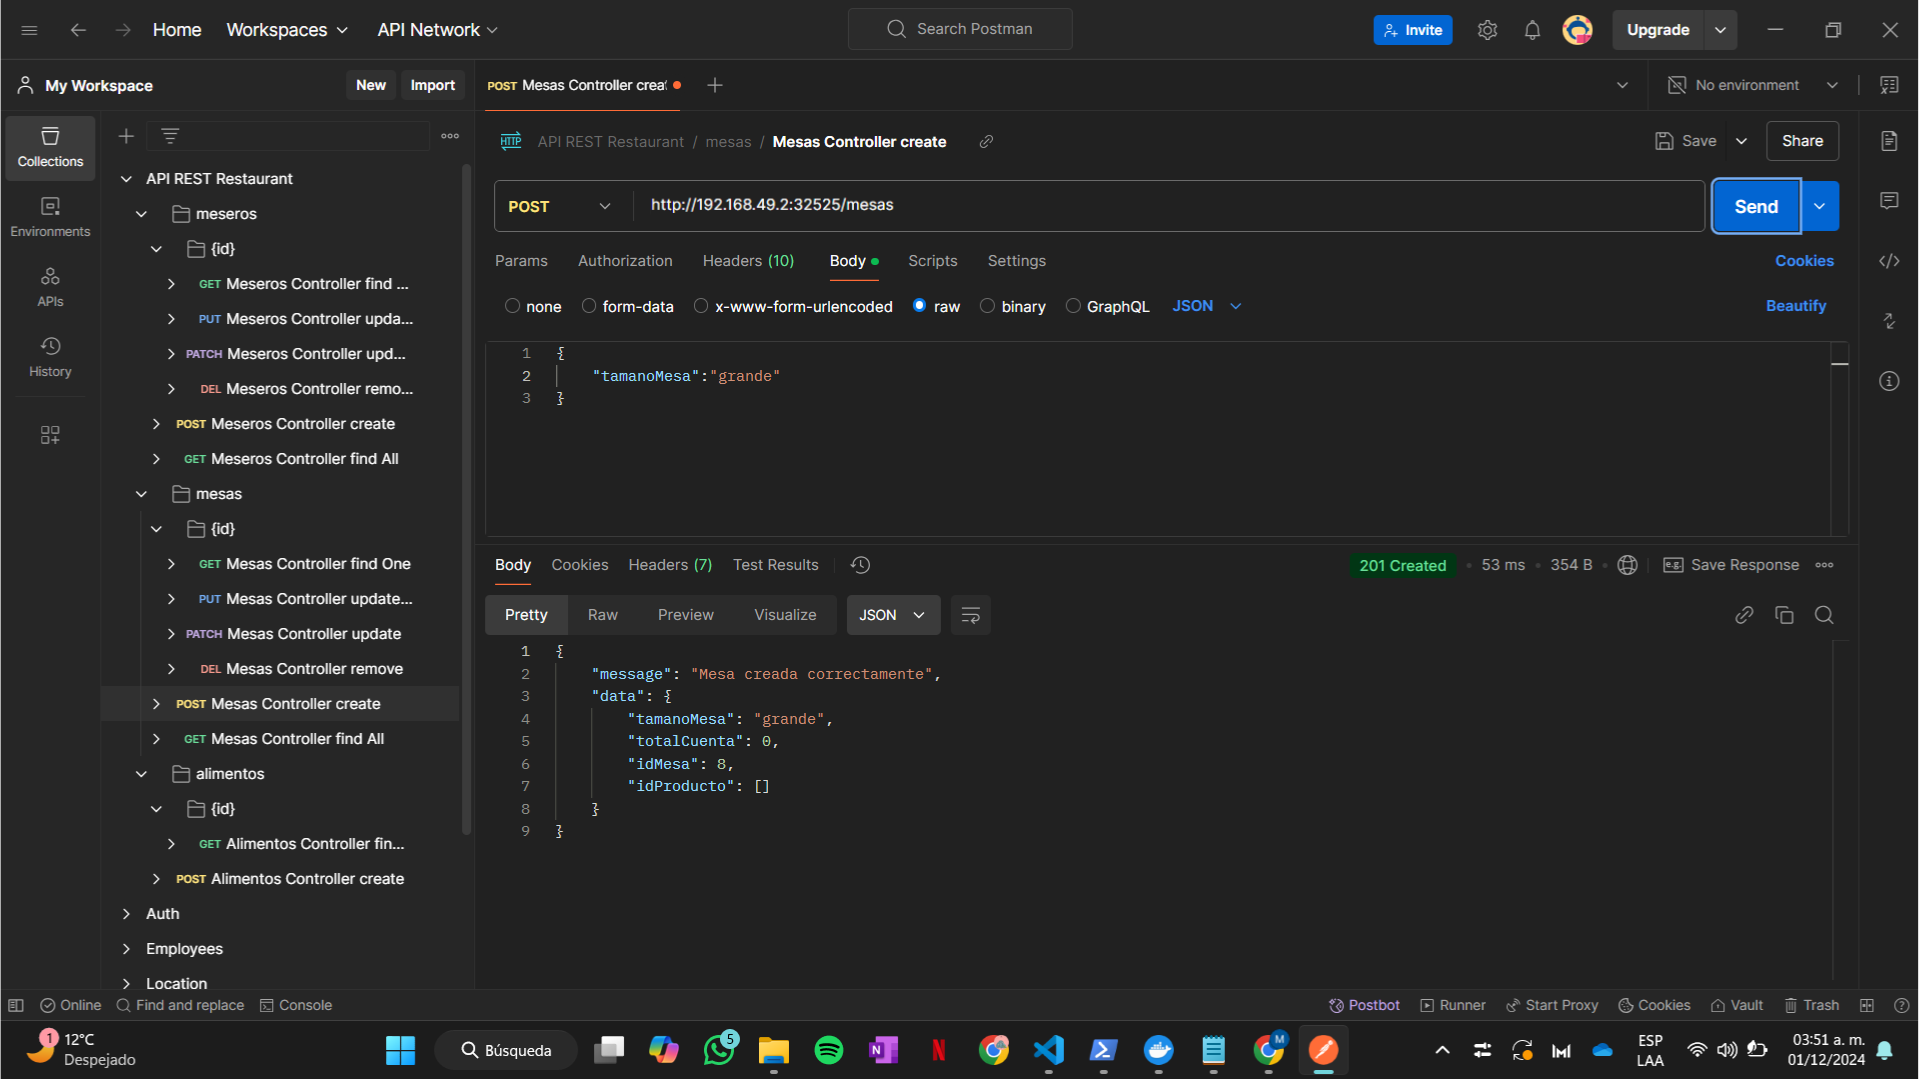 Home
Workspaces
API Network
Search Postman
Invite
Upgrade
My Workspace
New
Import
POST Mesas Controller crea
No environment
Collections
Environments
APIs
History
API REST Restaurant
meseros
{id}
GET Meseros Controller find ...
PUT Meseros Controller upda...
PATCH Meseros Controller upd...
DEL Meseros Controller remo...
POST Meseros Controller create
GET Meseros Controller find All
mesas
{id}
GET Mesas Controller find One
PUT Mesas Controller update...
PATCH Mesas Controller update
DEL Mesas Controller remove
POST Mesas Controller create
GET Mesas Controller find All
alimentos
{id}
GET Alimentos Controller fin...
POST Alimentos Controller create
Auth
Employees
Location
HTTP API REST Restaurant / mesas / Mesas Controller create
Save
Share
POST
http://192.168.49.2:32525/mesas
Send
Params
Authorization
Headers (10)
Body
Scripts
Settings
Cookies
none
form-data
x-www-form-urlencoded
raw
binary
GraphQL
JSON
Beautify
1 {
2 "tamanoMesa":"grande"
3 }
Body
Cookies
Headers (7)
Test Results
201 Created
53 ms
354 B
e.g. Save Response
Pretty
Raw
Preview
Visualize
JSON
1 {
2 "message": "Mesa creada correctamente",
3 "data": {
4 "tamanoMesa": "grande",
5 "totalCuenta": 0,
6 "idMesa": 8,
7 "idProducto": []
8 }
9 }
Online
Find and replace
Console
Postbot
Runner
Start Proxy
Cookies
Vault
Trash
1
12°C
Despejado
Búsqueda
5
N
N
M
ESP
LAA
03:51 a. m.
01/12/2024